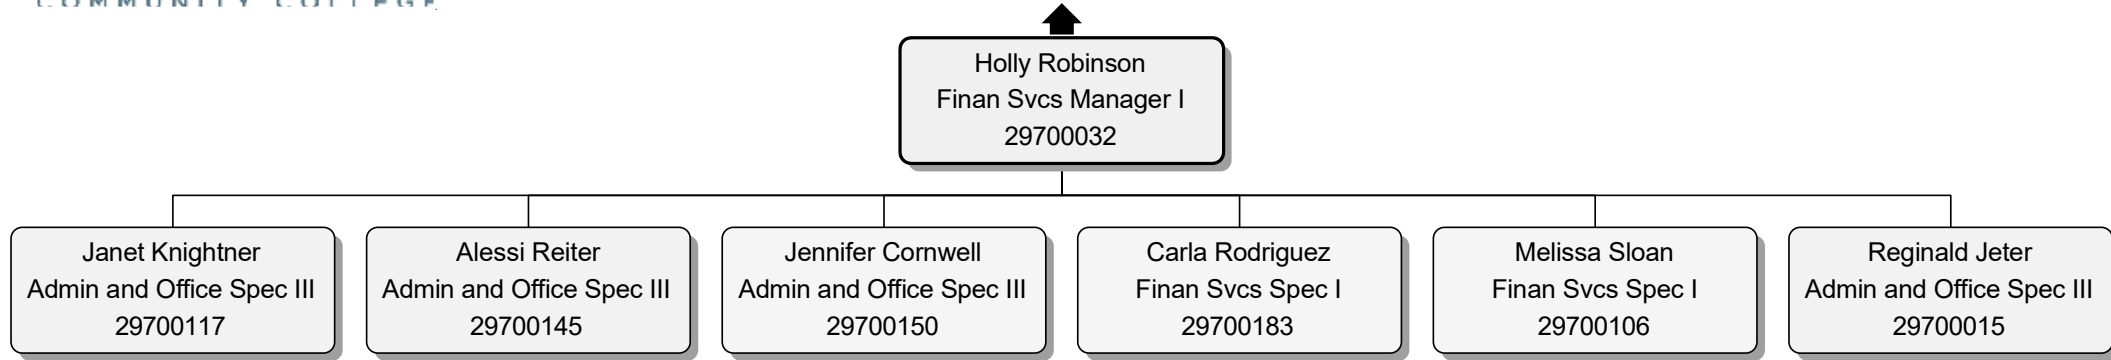 COMMUNITY COLLEGE
Holly Robinson
Finan Svcs Manager I
29700032
Janet Knightner
Admin and Office Spec III
29700117
Alessi Reiter
Admin and Office Spec III
29700145
Jennifer Cornwell
Admin and Office Spec III
29700150
Carla Rodriguez
Finan Svcs Spec I
29700183
Melissa Sloan
Finan Svcs Spec I
29700106
Reginald Jeter
Admin and Office Spec III
29700015